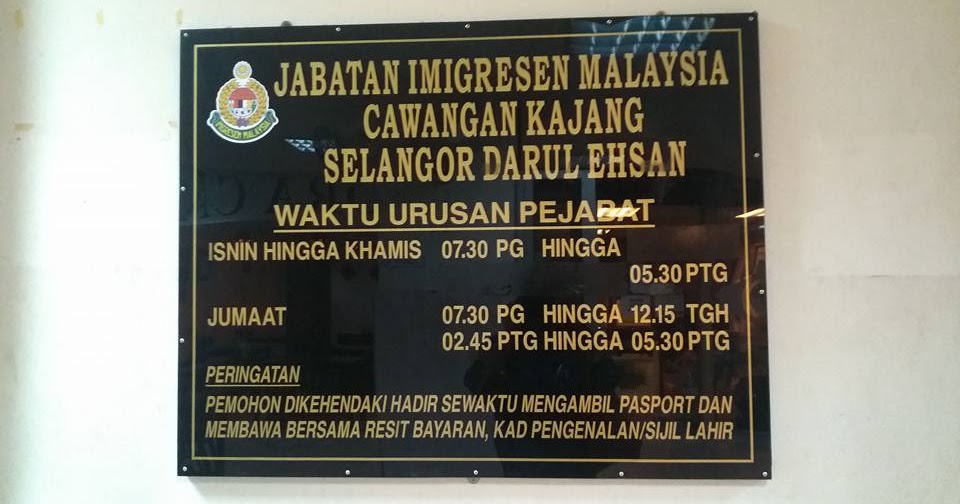 JABATAN IMIGRESEN MALAYSIA
CAWANGAN KAJANG
SELANGOR DARUL EHSAN
IMIGRESEN MALAYSIA
WAKTU URUSAN PEJABAT
ISNIN HINGGA KHAMIS 07.30 PG HINGGA
05.30 PTG
JUMAAT 07.30 PG HINGGA 12.15 TGH
02.45 PTG HINGGA 05.30 PTG
PERINGATAN
PEMOHON DIKEHENDAKI HADIR SEWAKTU MENGAMBIL PASPORT DAN
MEMBAWA BERSAMA RESIT BAYARAN, KAD PENGENALAN/SIJIL LAHIR